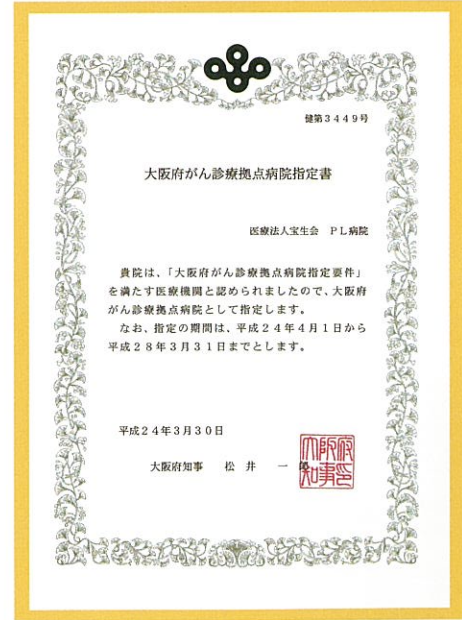 健第3449号
大阪府がん診療拠点病院指定書
医療法人宝生会 PL病院
貴院は、「大阪府がん診療拠点病院指定要件」
を満たす医療機関と認められましたので、大阪府
がん診療拠点病院として指定します。
なお、指定の期間は、平成24年4月1日から
平成28年3月31日までとします。
平成24年3月30日
大阪府知事 松井一郎
大阪府
知事印